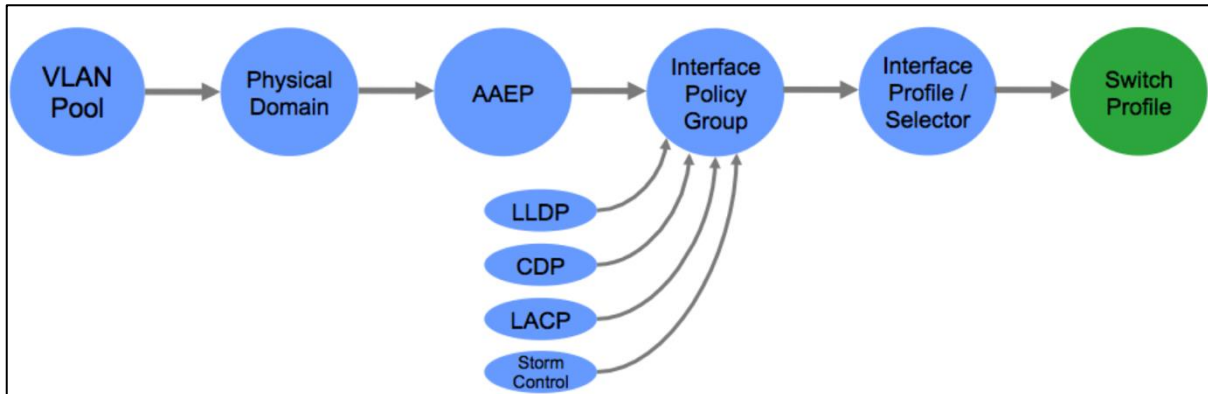 VLAN
Pool
Physical
Domain
AAEP
Interface
Policy
Group
Interface
Profile /
Selector
Switch
Profile
LLDP
CDP
LACP
Storm
Control